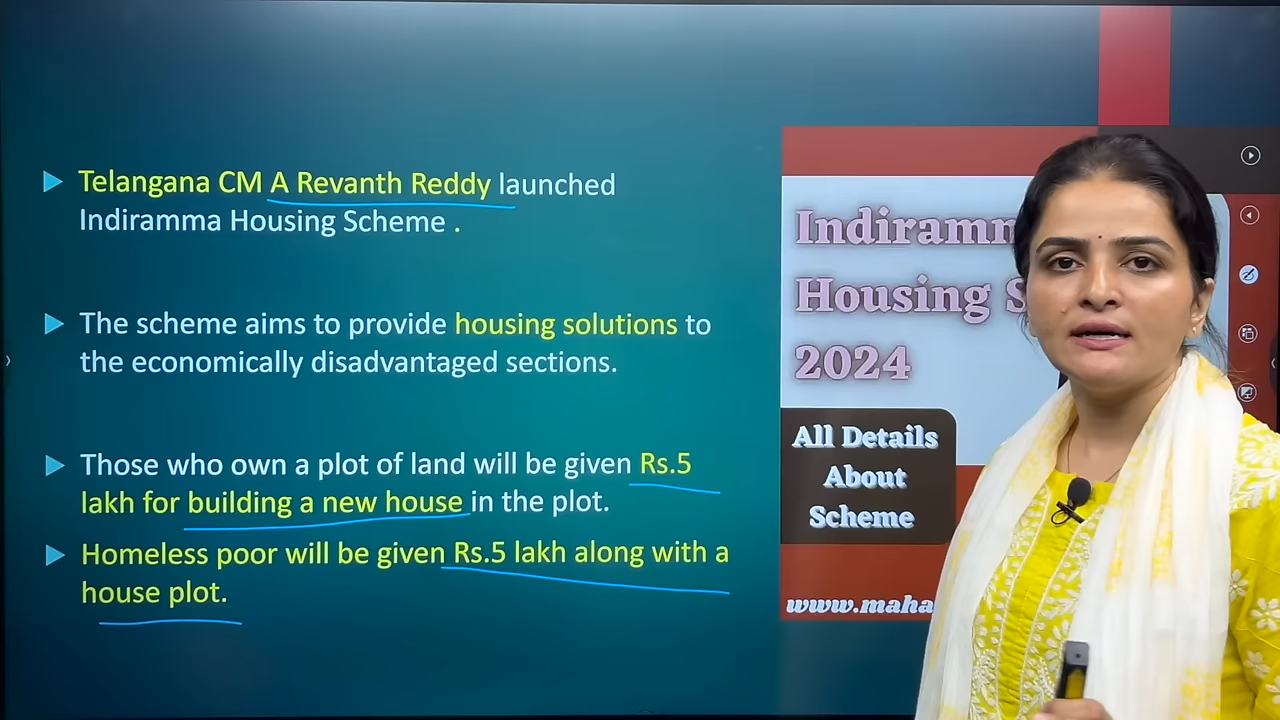 Telangana CM A Revanth Reddy launched
Indiramma Housing Scheme .
The scheme aims to provide housing solutions to
the economically disadvantaged sections.
Those who own a plot of land will be given Rs.5
lakh for building a new house in the plot.
Homeless poor will be given Rs.5 lakh along with a
house plot.
Housing
2024
All Details
About
Scheme